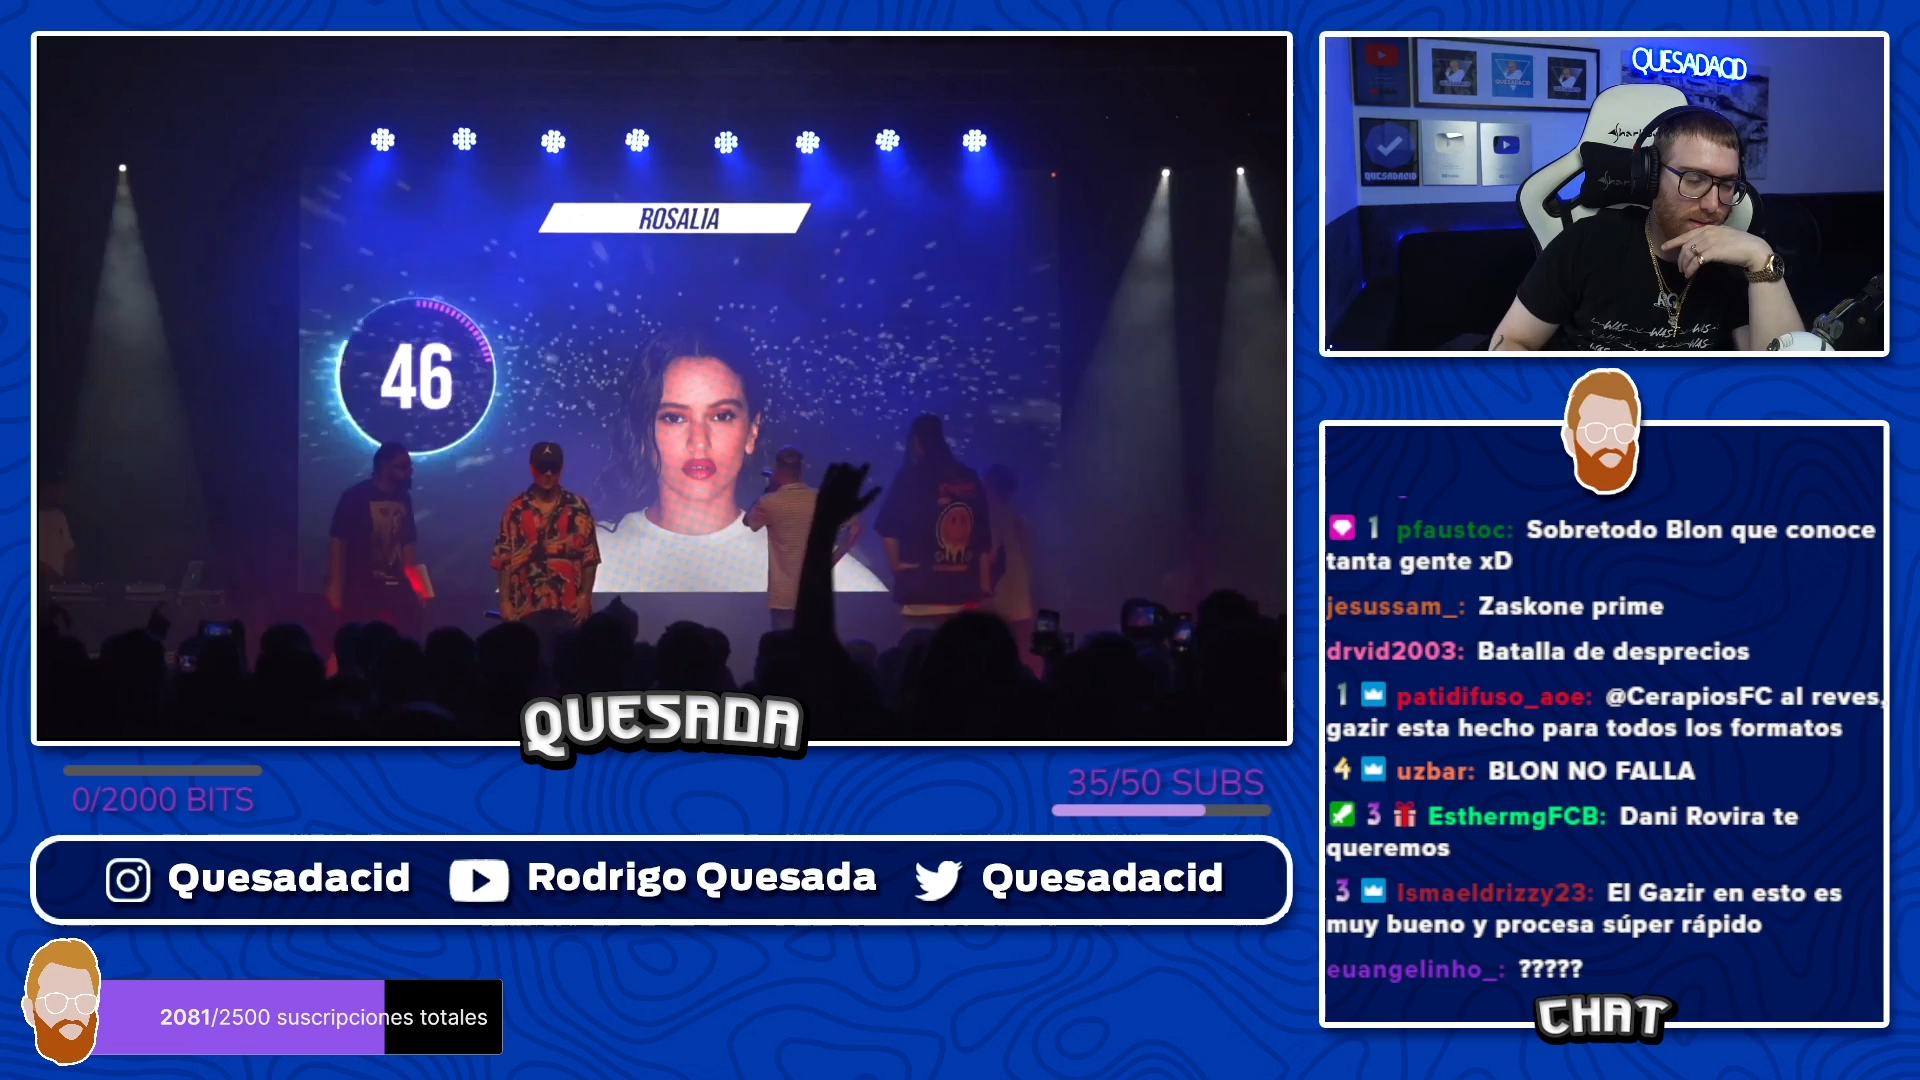 ROSALIA
46
QUESADA
0/2000 BITS
35/50 SUBS
Quesadacid
Rodrigo Quesada
Quesadacid
2081/2500 suscripciones totales
QUESADACID
QUESADACID
1 pfaustoc: Sobretodo Blon que conoce
tanta gente xD
jesussam_: Zaskone prime
drvid2003: Batalla de desprecios
1 patidifuso_aoe: @CerapiosFC al reves,
gazir esta hecho para todos los formatos
4 uzbar: BLON NO FALLA
3 EsthermgFCB: Dani Rovira te
queremos
3 Ismaeldrizzy23: El Gazir en esto es
muy bueno y procesa súper rápido
euangelinho_: ?????
CHAT